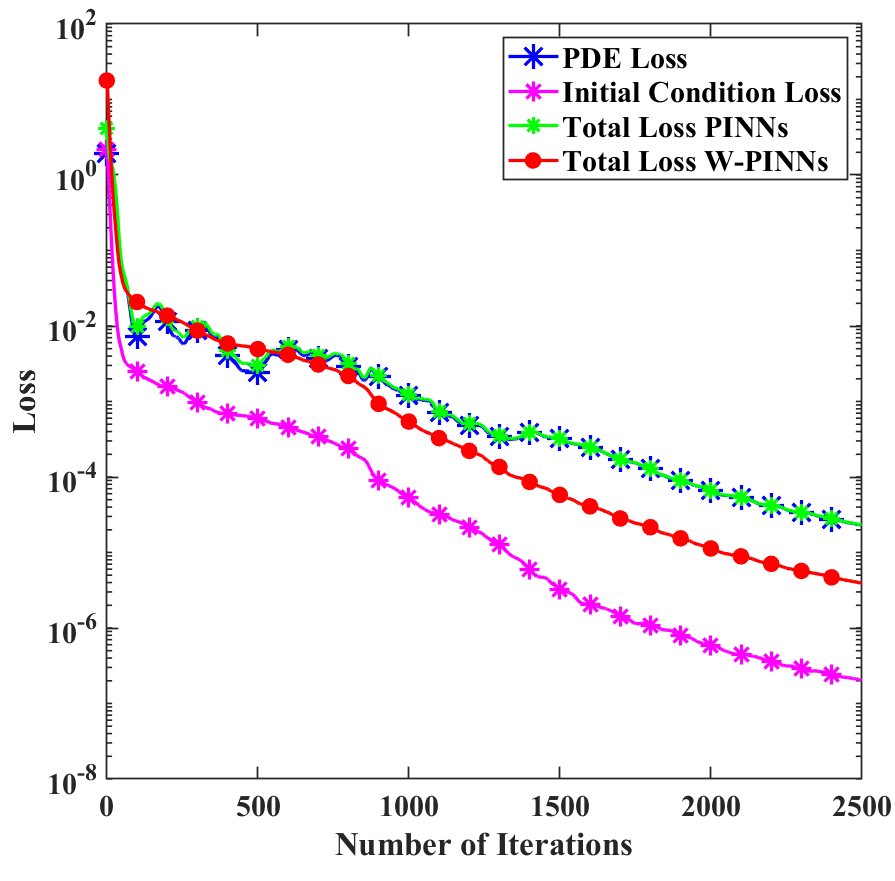 10^2
10^0
10^-2
10^-4
10^-6
10^-8
Loss
PDE Loss
Initial Condition Loss
Total Loss PINNs
Total Loss W-PINNs
0 500 1000 1500 2000 2500
Number of Iterations